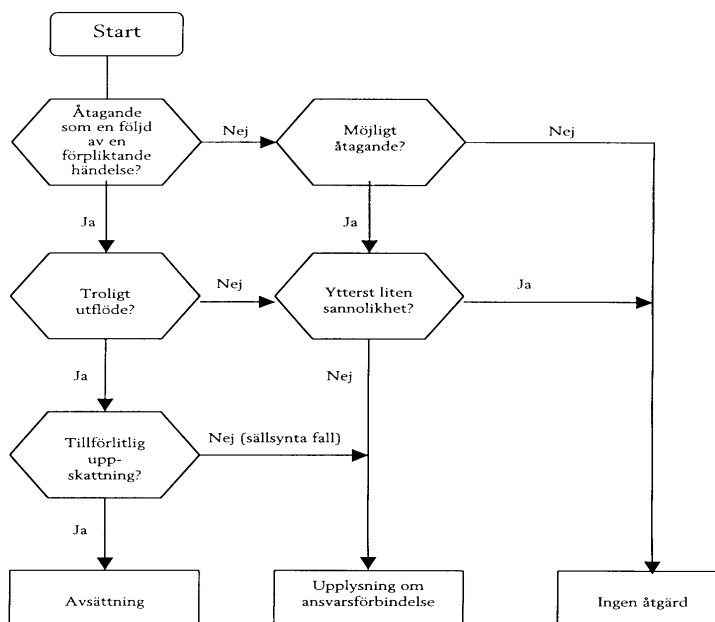 Start
Åtagande
som en följd
av en
förpliktande
händelse?
Nej
Möjligt
åtagande?
Nej
Ja
Ja
Troligt
utflöde?
Nej
Ytterst liten
sannolikhet?
Ja
Ja
Nej
Tillförlitlig
upp-
skattning?
Nej (sällsynta fall)
Ja
Avsättning
Upplysning om
ansvarsförbindelse
Ingen åtgärd